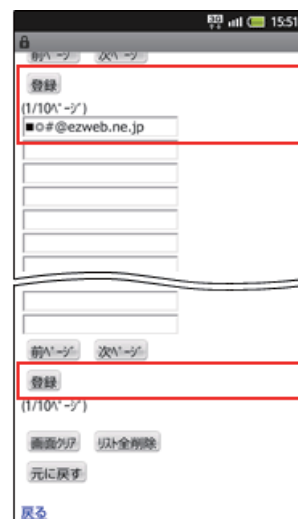 3G 15:51
前ﾍﾟｰｼﾞ 次ﾍﾟｰｼﾞ
登録
(1/10ﾍﾟｰｼﾞ)
■○#@ezweb.ne.jp
前ﾍﾟｰｼﾞ 次ﾍﾟｰｼﾞ
登録
(1/10ﾍﾟｰｼﾞ)
画面ｸﾘｱ ﾘｽﾄ全削除
元に戻す
戻る